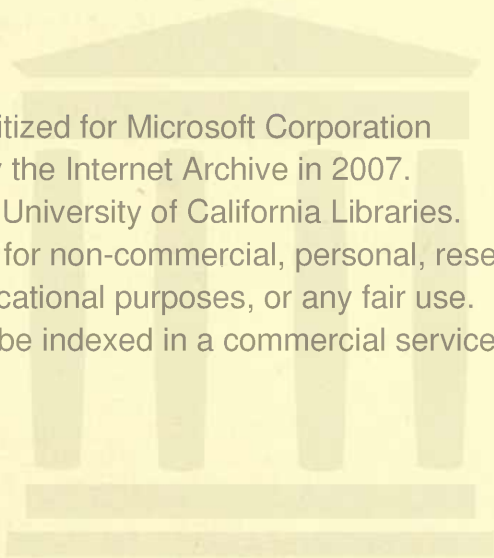 itized for Microsoft Corporation
the Internet Archive in 2007.
University of California Libraries.
for non-commercial, personal, rese
cational purposes, or any fair use.
be indexed in a commercial service